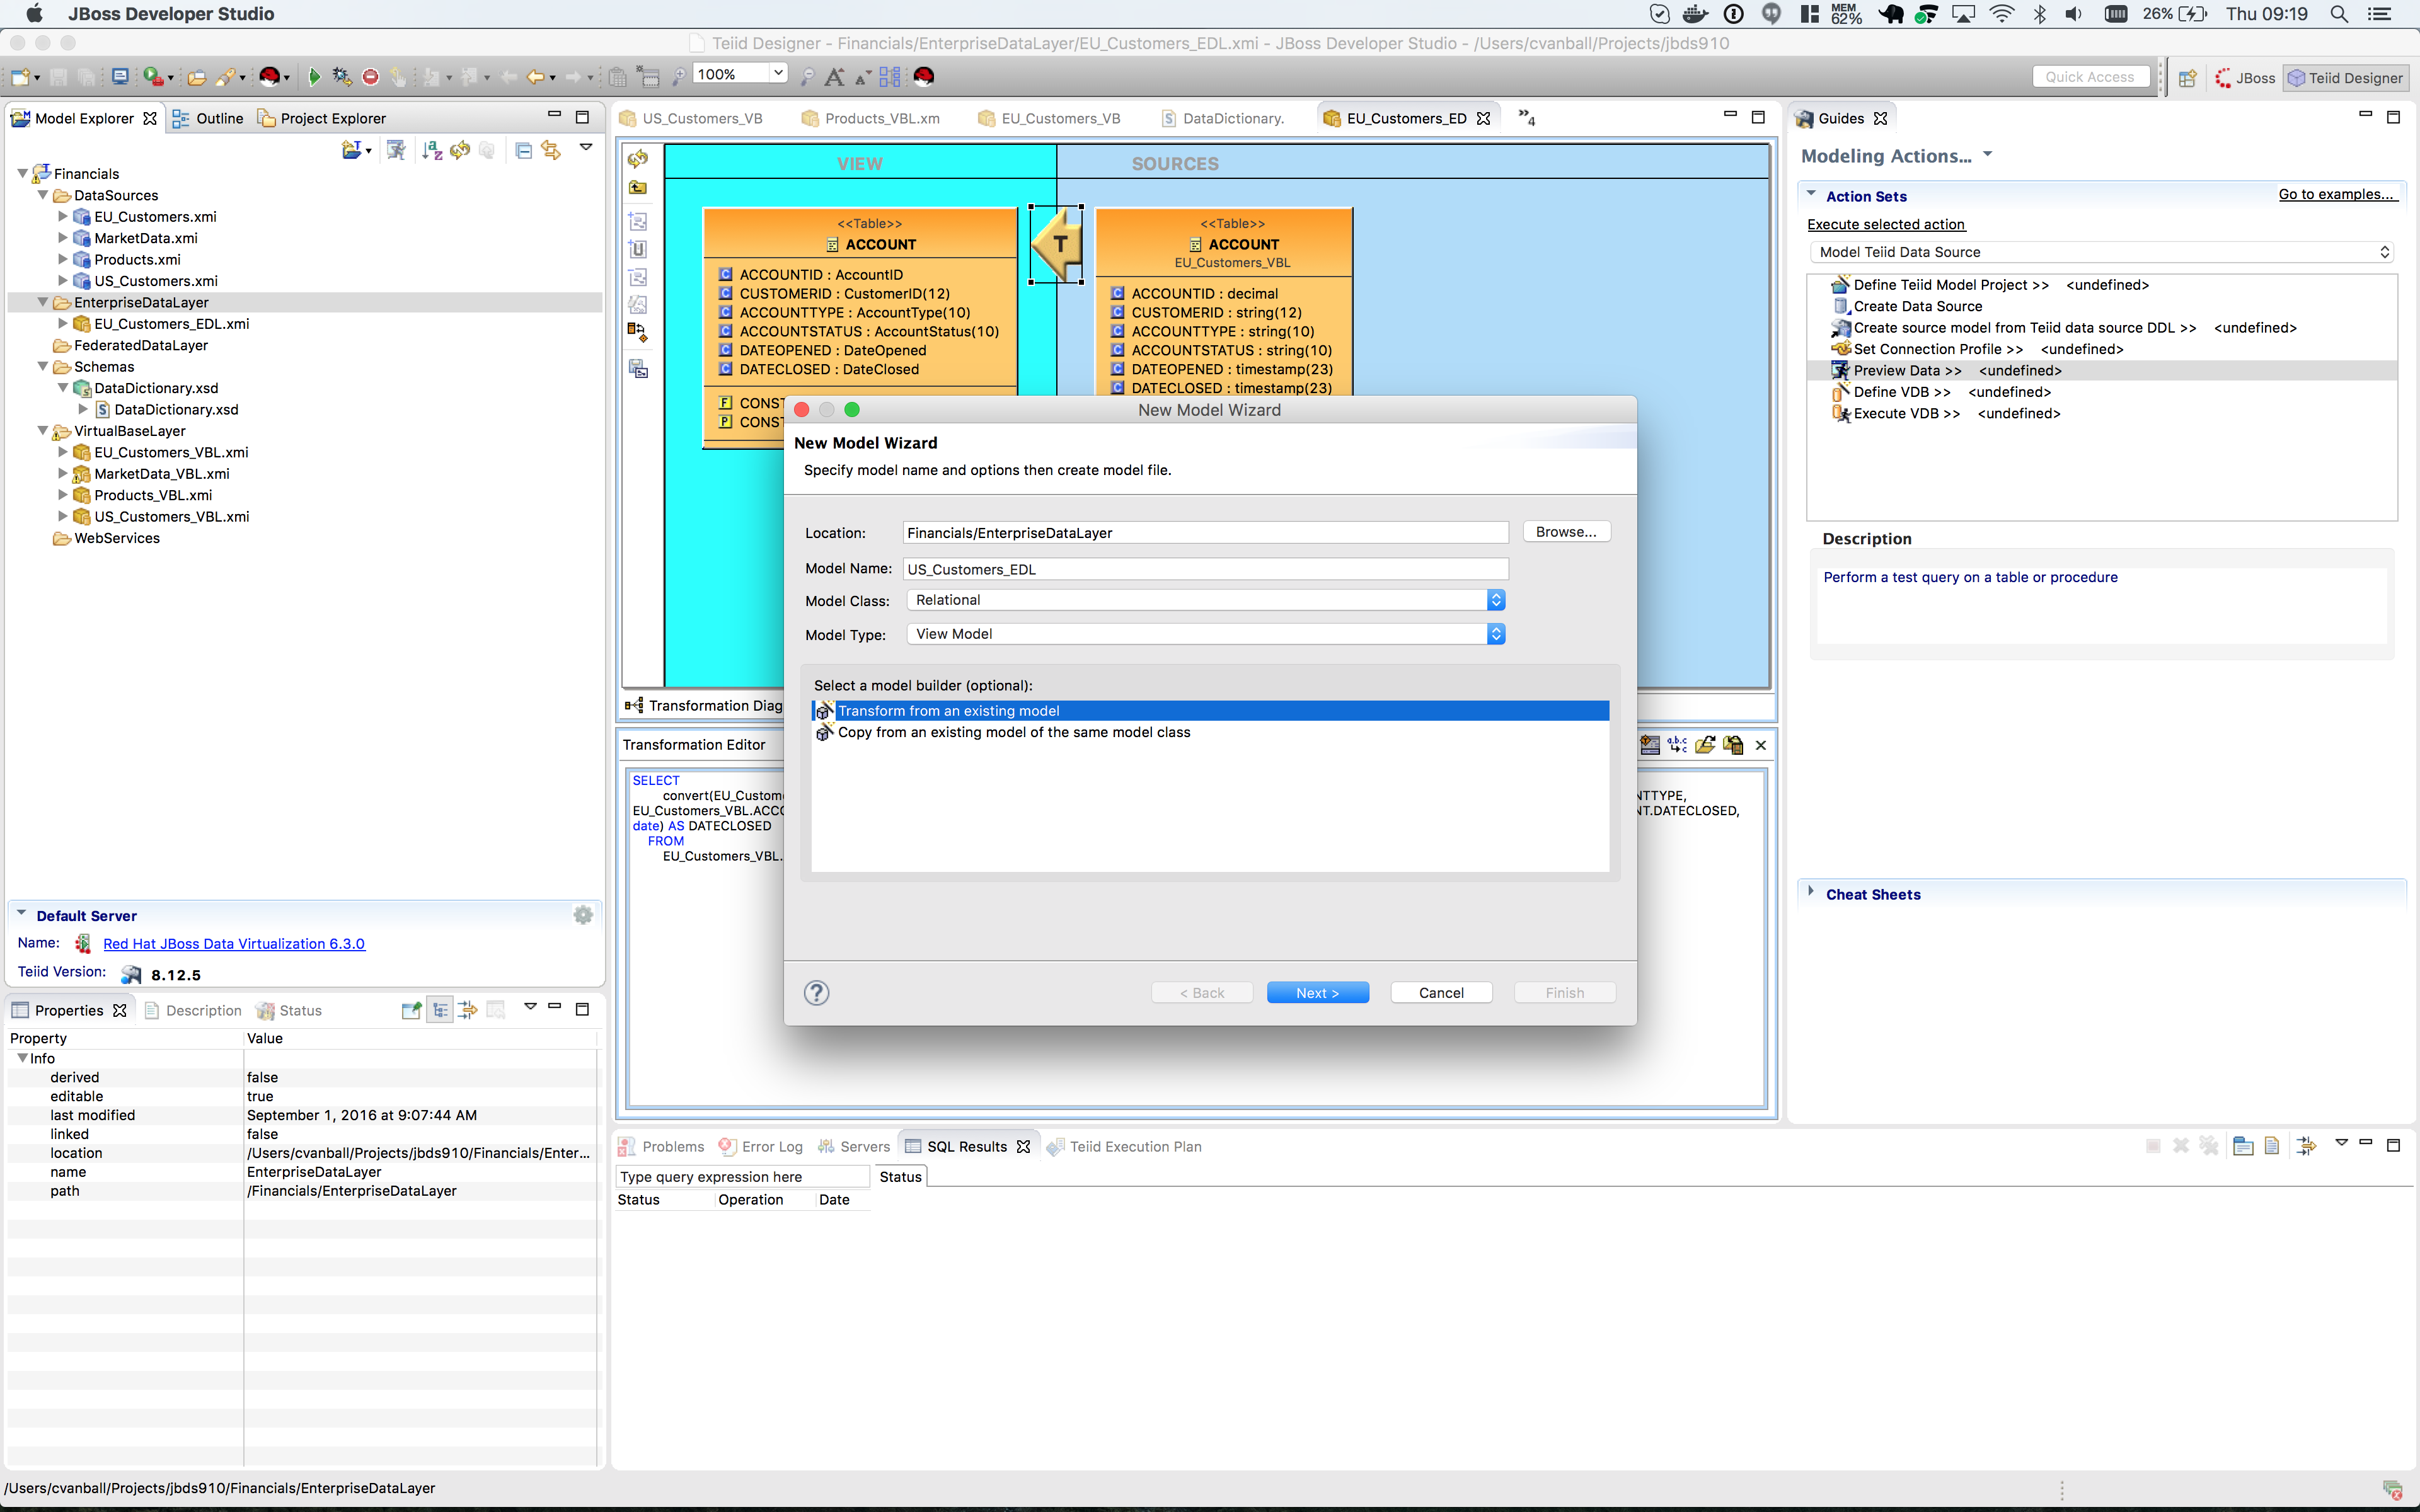 JBoss Developer Studio
MEM 62%
26%
Thu 09:19
Teiid Designer - Financials/EnterpriseDataLayer/EU_Customers_EDL.xmi - JBoss Developer Studio - /Users/cvanball/Projects/jbds910
100%
Quick Access
JBoss
Teiid Designer
Model Explorer
Outline
Project Explorer
Financials
DataSources
EU_Customers.xmi
MarketData.xmi
Products.xmi
US_Customers.xmi
EnterpriseDataLayer
EU_Customers_EDL.xmi
FederatedDataLayer
Schemas
DataDictionary.xsd
DataDictionary.xsd
VirtualBaseLayer
EU_Customers_VBL.xmi
MarketData_VBL.xmi
Products_VBL.xmi
US_Customers_VBL.xmi
WebServices
Default Server
Name: Red Hat JBoss Data Virtualization 6.3.0
Teiid Version: 8.12.5
Properties
Description
Status
Property Value
Info
derived false
editable true
last modified September 1, 2016 at 9:07:44 AM
linked false
location /Users/cvanball/Projects/jbds910/Financials/Enter...
name EnterpriseDataLayer
path /Financials/EnterpriseDataLayer
/Users/cvanball/Projects/jbds910/Financials/EnterpriseDataLayer
US_Customers_VB
Products_VBL.xm
EU_Customers_VB
DataDictionary.
EU_Customers_ED
»4
VIEW
SOURCES
<<Table>>
ACCOUNT
ACCOUNTID : AccountID
CUSTOMERID : CustomerID(12)
ACCOUNTTYPE : AccountType(10)
ACCOUNTSTATUS : AccountStatus(10)
DATEOPENED : DateOpened
DATECLOSED : DateClosed
F CONST
P CONST
T
<<Table>>
ACCOUNT
EU_Customers_VBL
ACCOUNTID : decimal
CUSTOMERID : string(12)
ACCOUNTTYPE : string(10)
ACCOUNTSTATUS : string(10)
DATEOPENED : timestamp(23)
DATECLOSED : timestamp(23)
Transformation Diag
Transformation Editor
SELECT
convert(EU_Custome
NTTYPE,
EU_Customers_VBL.ACCO
NT.DATECLOSED,
date) AS DATECLOSED
FROM
EU_Customers_VBL.
New Model Wizard
New Model Wizard
Specify model name and options then create model file.
Location: Financials/EnterpriseDataLayer Browse...
Model Name: US_Customers_EDL
Model Class: Relational
Model Type: View Model
Select a model builder (optional):
Transform from an existing model
Copy from an existing model of the same model class
?
< Back
Next >
Cancel
Finish
Problems
Error Log
Servers
SQL Results
Teiid Execution Plan
Type query expression here
Status
Status Operation Date
Guides
Modeling Actions...
Action Sets
Go to examples...
Execute selected action
Model Teiid Data Source
Define Teiid Model Project >> <undefined>
Create Data Source
Create source model from Teiid data source DDL >> <undefined>
Set Connection Profile >> <undefined>
Preview Data >> <undefined>
Define VDB >> <undefined>
Execute VDB >> <undefined>
Description
Perform a test query on a table or procedure
Cheat Sheets